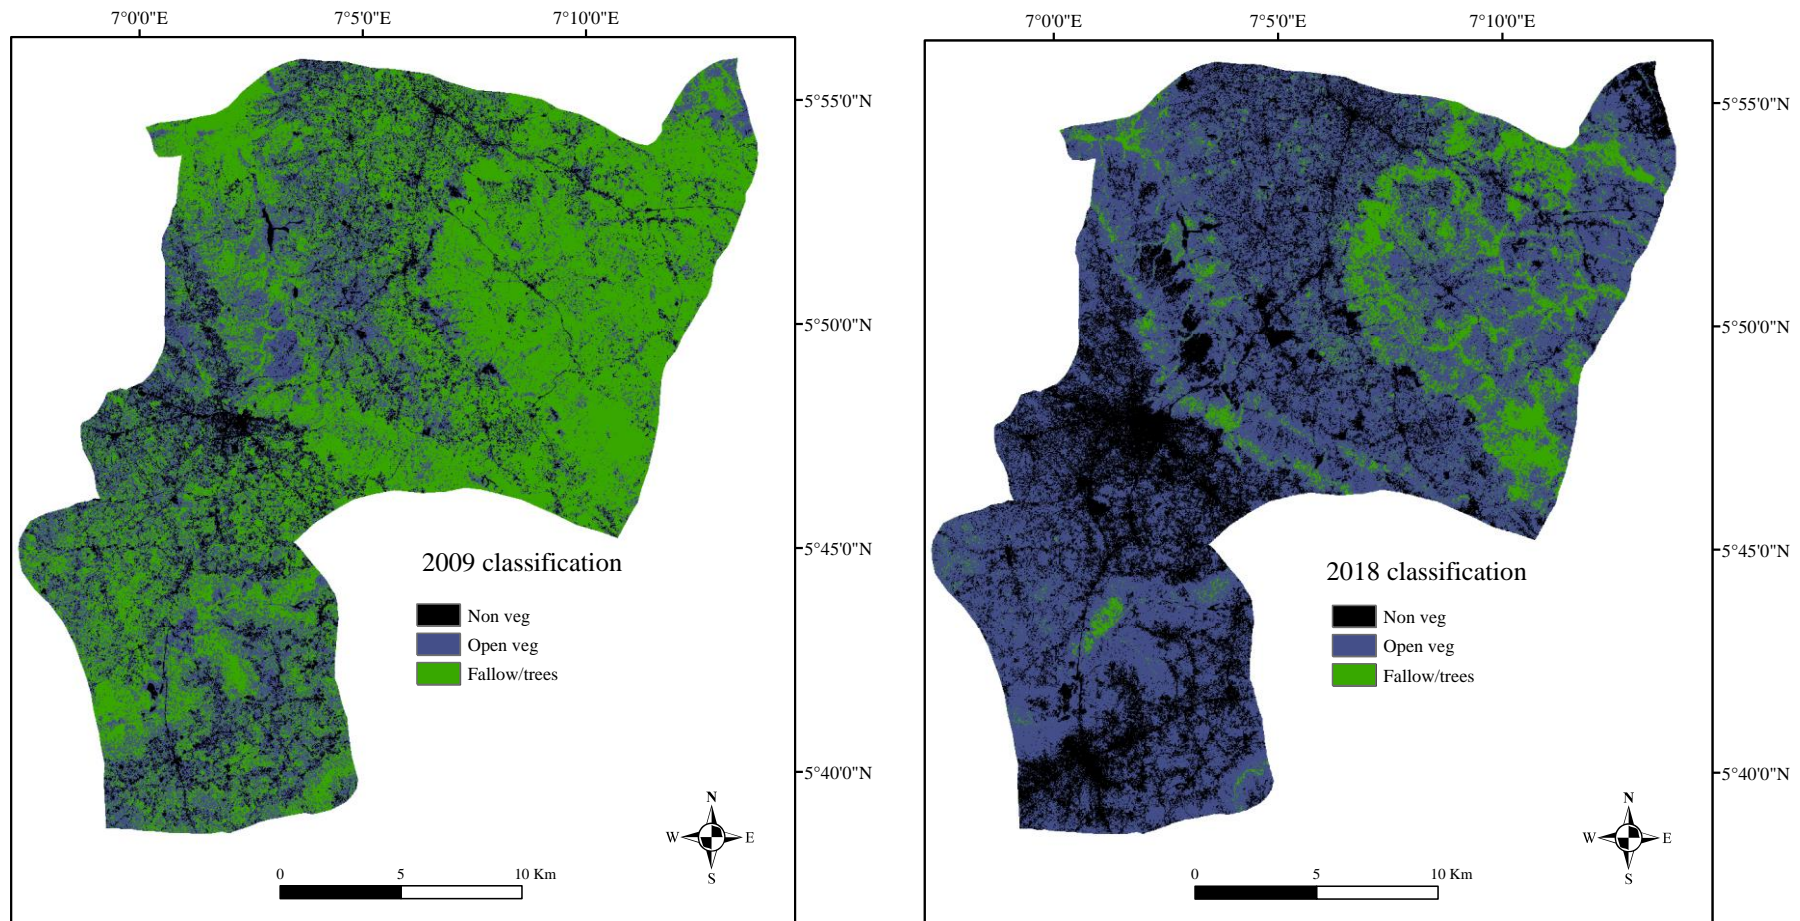 7°0'0"E 7°5'0"E 7°10'0"E
5°55'0"N
5°50'0"N
5°45'0"N
5°40'0"N
2009 classification
Non veg
Open veg
Fallow/trees
N
W E
S
0 5 10 Km
7°0'0"E 7°5'0"E 7°10'0"E
5°55'0"N
5°50'0"N
5°45'0"N
5°40'0"N
2018 classification
Non veg
Open veg
Fallow/trees
N
W E
S
0 5 10 Km